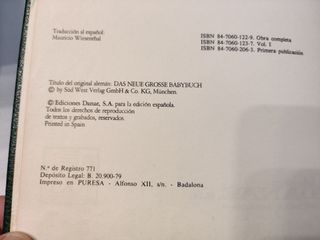 Traducción al español:
Mauricio Wiesenthal
ISBN 84-7060-122-9. Obra completa
ISBN 84-7060-123-7. Vol. I
ISBN 84-7060-206-3. Primera publicación.
Título del original alemán: DAS NEUE GROSSE BABYBUCH
© by Süd West Verlag GmbH & Co. KG, München.
© Ediciones Danae, S.A. para la edición española.
Todos los derechos de reproducción
de textos y grabados, reservados.
Printed in Spain
N.º de Registro 771
Depósito Legal: B. 20.900-79
Impreso en PURESA - Alfonso XII, s/n. - Badalona